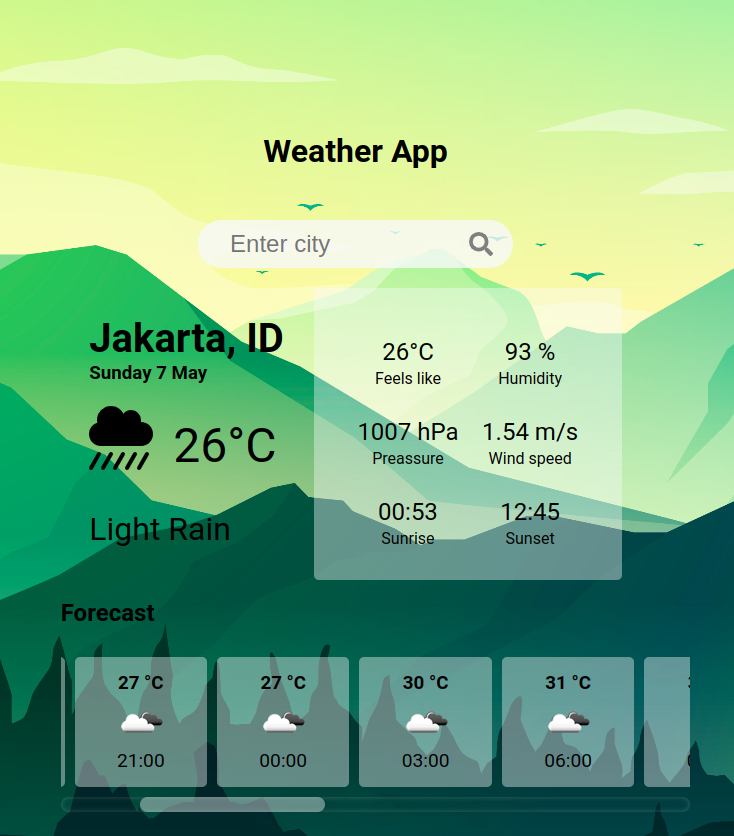 Weather App
Enter city
Jakarta, ID
Sunday 7 May
26°C
Light Rain
26°C
Feels like
93 %
Humidity
1007 hPa
Preassure
1.54 m/s
Wind speed
00:53
Sunrise
12:45
Sunset
Forecast
27 °C
21:00
27 °C
00:00
30 °C
03:00
31 °C
06:00